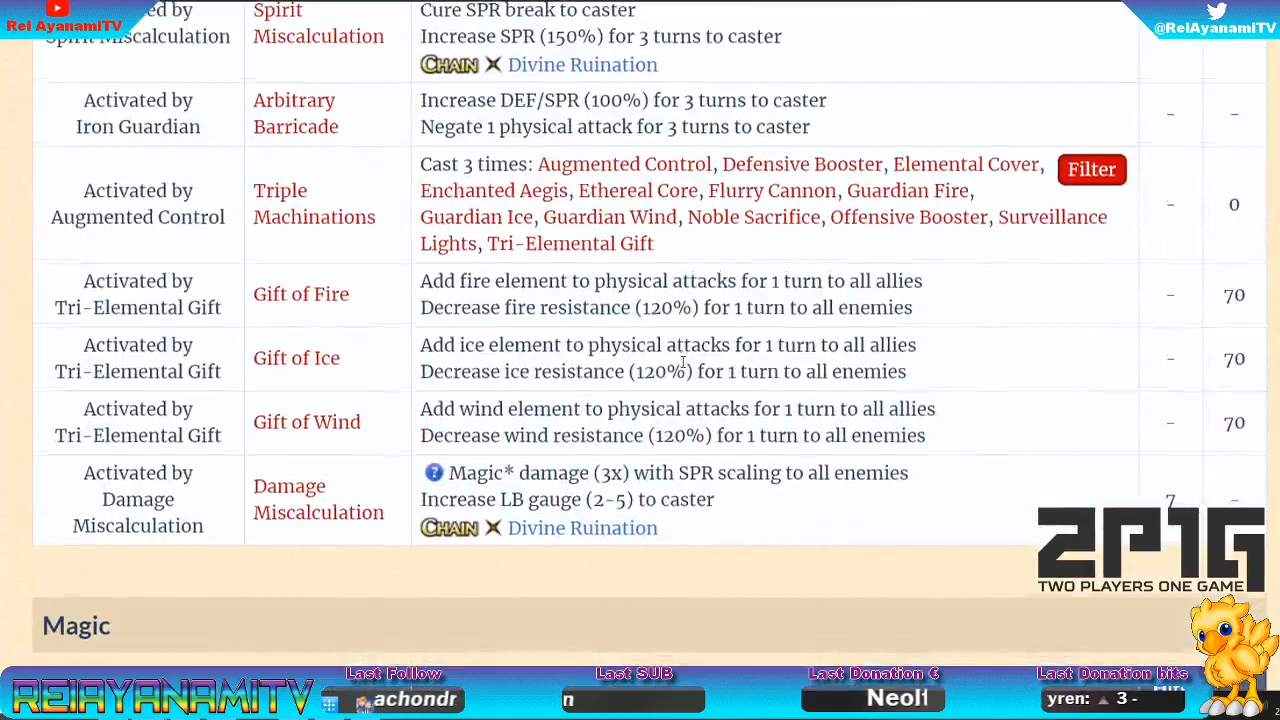 Rei AyanamiTV
@ReiAyanamiTV
Spirit Miscalculation
Spirit
Miscalculation
Cure SPR break to caster
Increase SPR (150%) for 3 turns to caster
CHAIN Divine Ruination
Activated by
Iron Guardian
Arbitrary
Barricade
Increase DEF/SPR (100%) for 3 turns to caster
Negate 1 physical attack for 3 turns to caster
-
-
Activated by
Augmented Control
Triple
Machinations
Cast 3 times: Augmented Control, Defensive Booster, Elemental Cover,
Enchanted Aegis, Ethereal Core, Flurry Cannon, Guardian Fire,
Guardian Ice, Guardian Wind, Noble Sacrifice, Offensive Booster, Surveillance
Lights, Tri-Elemental Gift
Filter
-
0
Activated by
Tri-Elemental Gift
Gift of Fire
Add fire element to physical attacks for 1 turn to all allies
Decrease fire resistance (120%) for 1 turn to all enemies
-
70
Activated by
Tri-Elemental Gift
Gift of Ice
Add ice element to physical attacks for 1 turn to all allies
Decrease ice resistance (120%) for 1 turn to all enemies
-
70
Activated by
Tri-Elemental Gift
Gift of Wind
Add wind element to physical attacks for 1 turn to all allies
Decrease wind resistance (120%) for 1 turn to all enemies
-
70
Activated by
Damage
Miscalculation
Damage
Miscalculation
? Magic* damage (3x) with SPR scaling to all enemies
Increase LB gauge (2-5) to caster
CHAIN Divine Ruination
7
-
2P1G
TWO PLAYERS ONE GAME
Magic
REIAYANAMITV
Last Follow
achondr
Last SUB
n
Last Donation €
Neolf
Last Donation bits
yren: 3 -